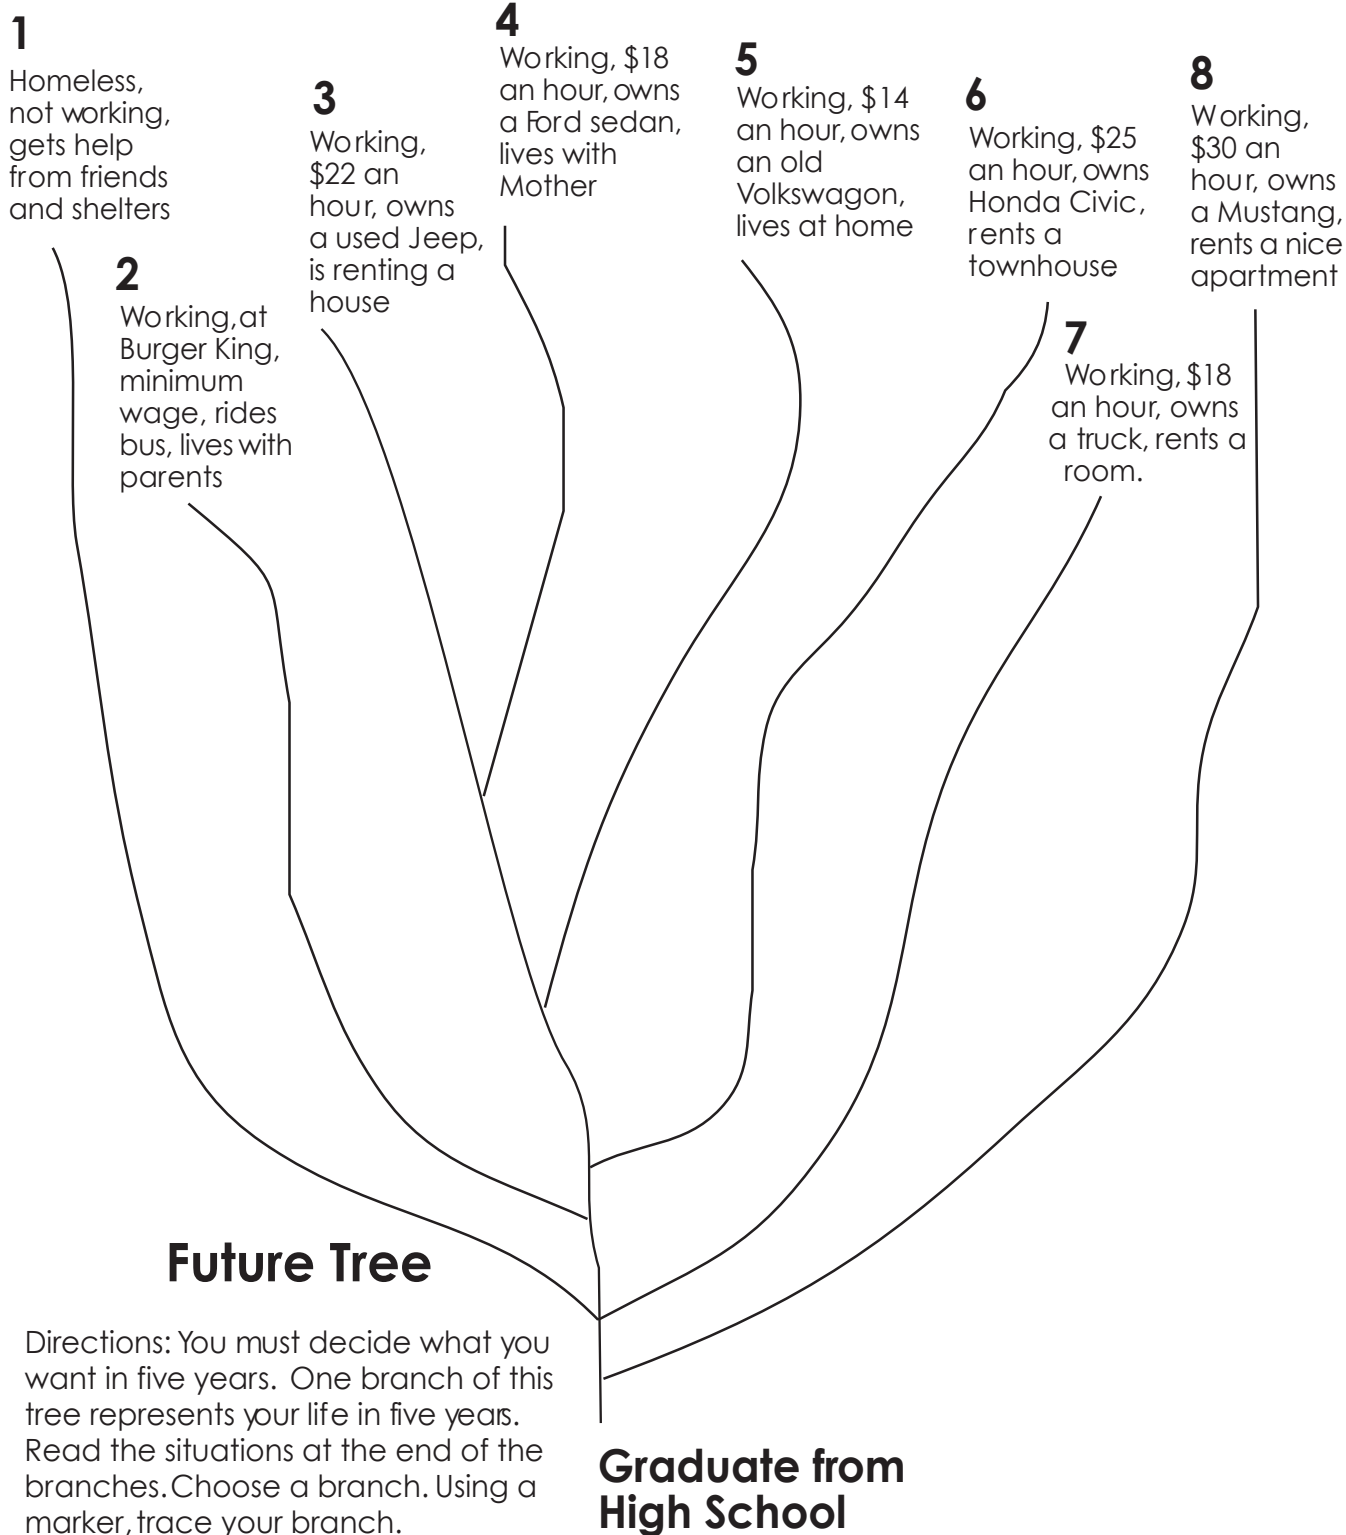 1
Homeless,
not working,
gets help
from friends
and shelters
2
Working, at
Burger King,
minimum
wage, rides
bus, lives with
parents
3
Working,
$22 an
hour, owns
a used Jeep,
is renting a
house
4
Working, $18
an hour, owns
a Ford sedan,
lives with
Mother
5
Working, $14
an hour, owns
an old
Volkswagon,
lives at home
6
Working, $25
an hour, owns
Honda Civic,
rents a
townhouse
7
Working, $18
an hour, owns
a truck, rents a
room.
8
Working,
$30 an
hour, owns
a Mustang,
rents a nice
apartment
Future Tree
Directions: You must decide what you
want in five years. One branch of this
tree represents your life in five years.
Read the situations at the end of the
branches. Choose a branch. Using a
marker, trace your branch.
Graduate from
High School